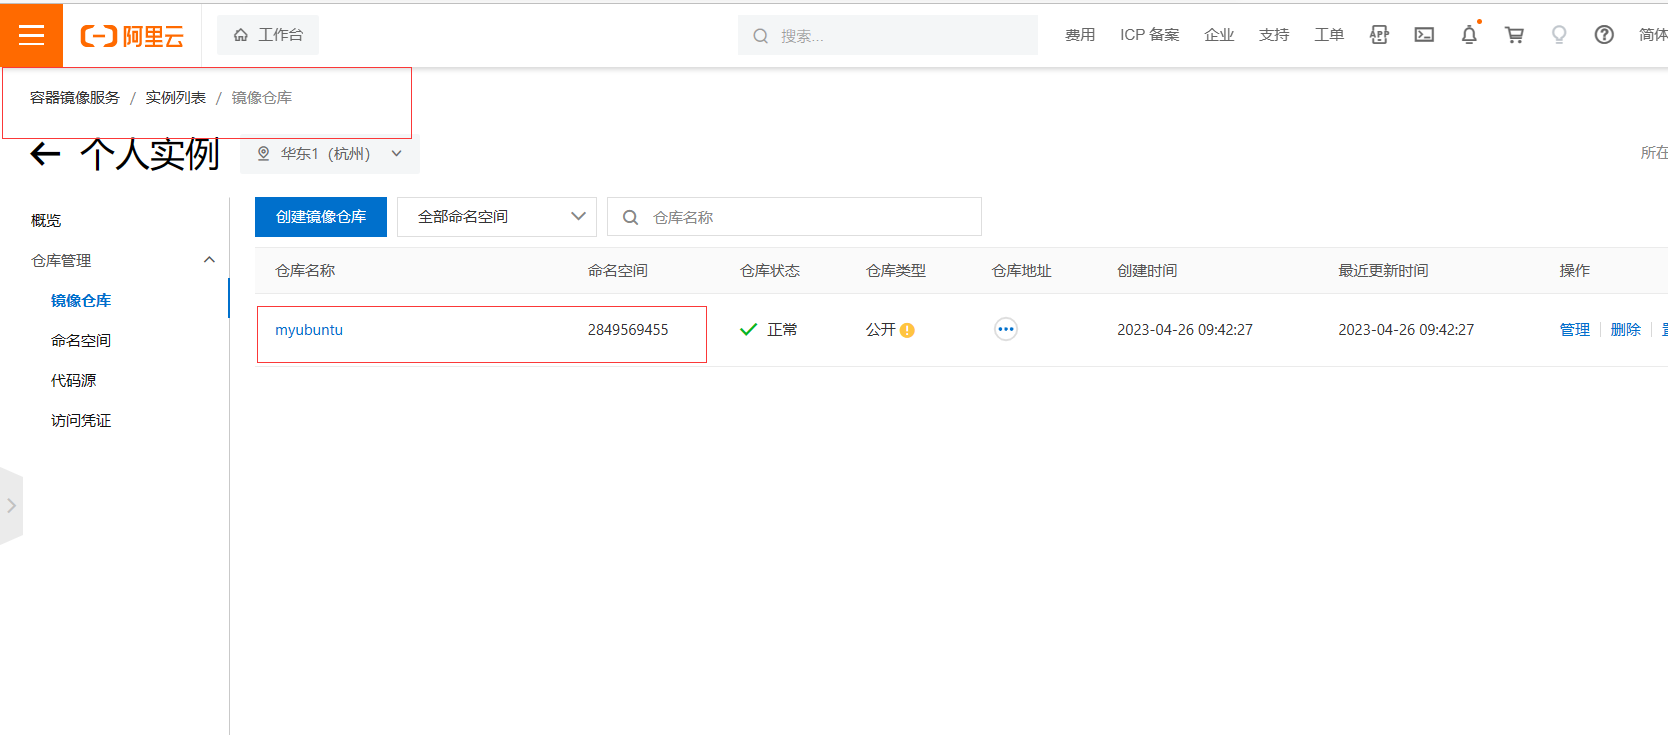 阿里云 工作台 搜索... 费用 ICP 备案 企业 支持 工单 简体
容器镜像服务 / 实例列表 / 镜像仓库
个人实例 华东1（杭州） 所在
概览
仓库管理
镜像仓库
命名空间
代码源
访问凭证
创建镜像仓库 全部命名空间 仓库名称
仓库名称 命名空间 仓库状态 仓库类型 仓库地址 创建时间 最近更新时间 操作
myubuntu 2849569455 正常 公开 2023-04-26 09:42:27 2023-04-26 09:42:27 管理 删除